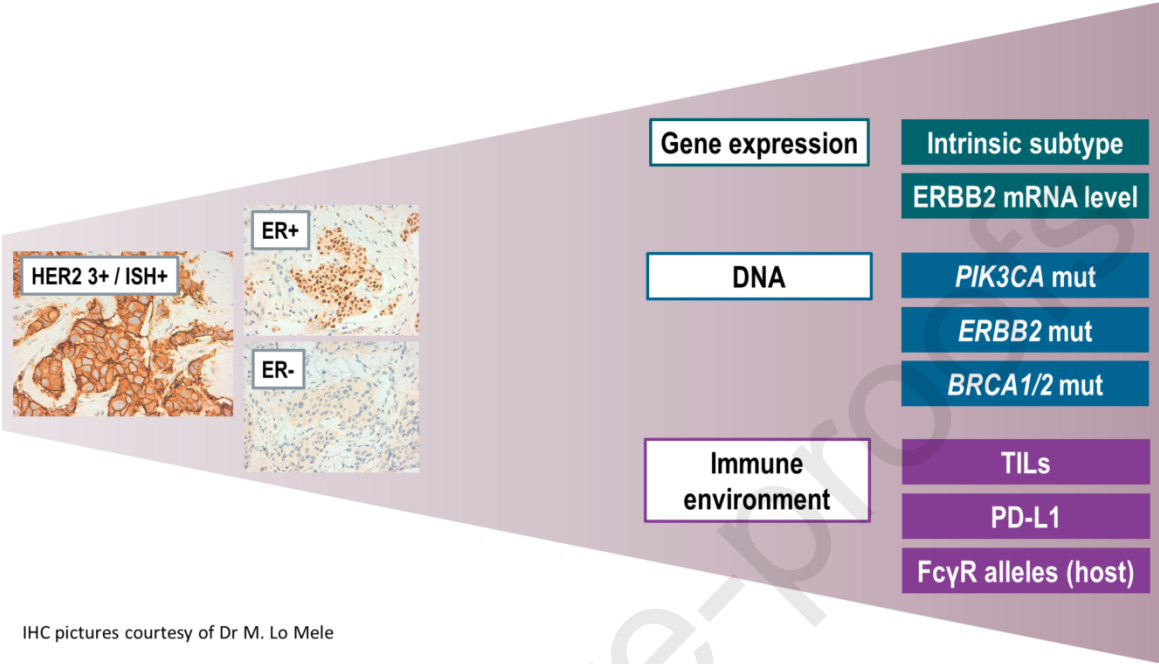 HER2 3+ / ISH+
ER+
ER-
Gene expression
Intrinsic subtype
ERBB2 mRNA level
DNA
PIK3CA mut
ERBB2 mut
BRCA1/2 mut
Immune
environment
TILs
PD-L1
FcγR alleles (host)
IHC pictures courtesy of Dr M. Lo Mele
e-proofs